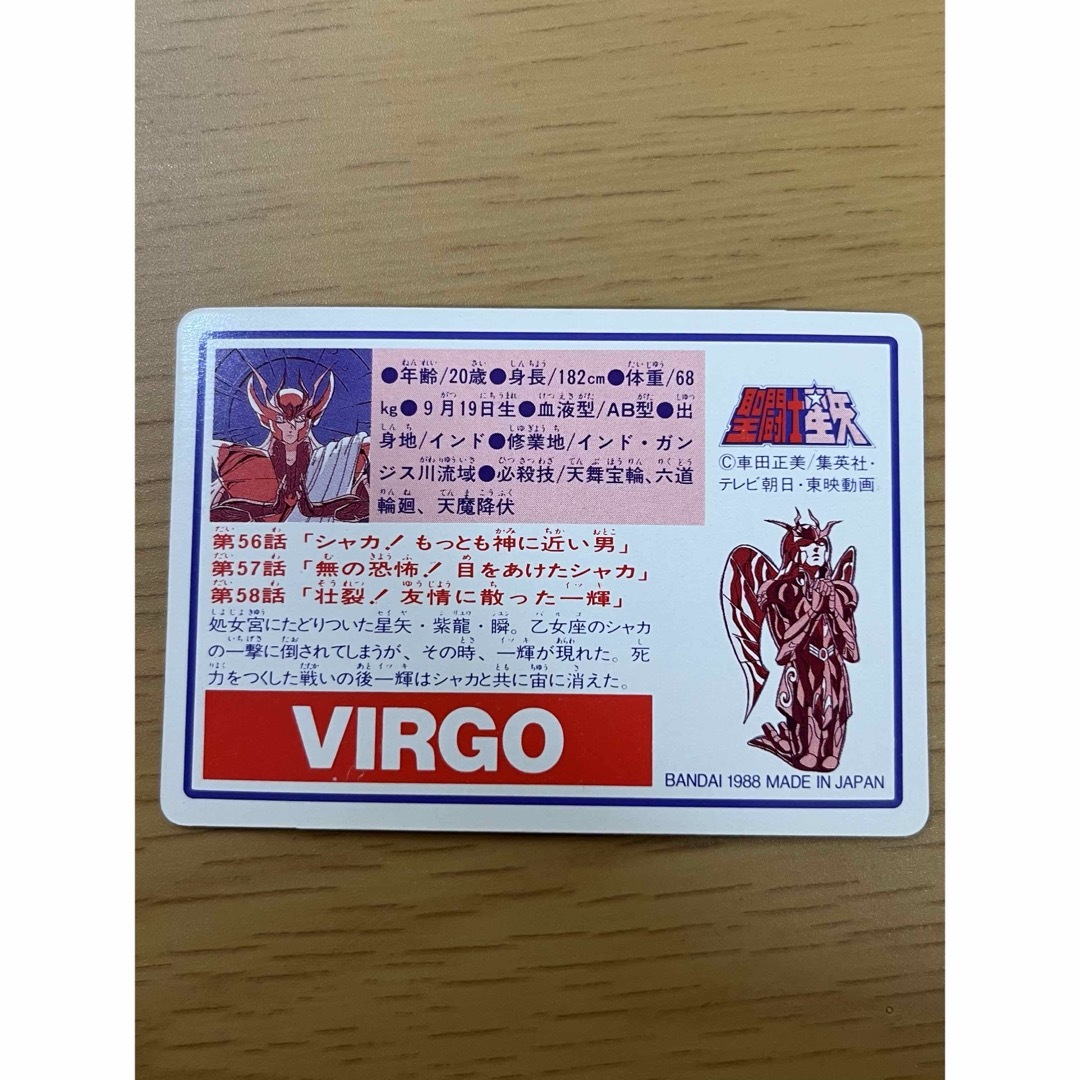 ●年齢/20歳●身長/182cm●体重/68
kg●9月19日生●血液型/AB型●出
身地/インド●修業地/インド・ガン
ジス川流域●必殺技/天舞宝輪、六道
輪廻、天魔降伏
聖闘士星矢
©車田正美/集英社・
テレビ朝日・東映動画
第56話「シャカ!もっとも神に近い男」
第57話「無の恐怖!目をあけたシャカ」
第58話「壮裂!友情に散った一輝」
処女宮にたどりついた星矢・紫龍・瞬。乙女座のシャカ
の一撃に倒されてしまうが、その時、一輝が現れた。死
力をつくした戦いの後一輝はシャカと共に宙に消えた。
VIRGO
BANDAI 1988 MADE IN JAPAN